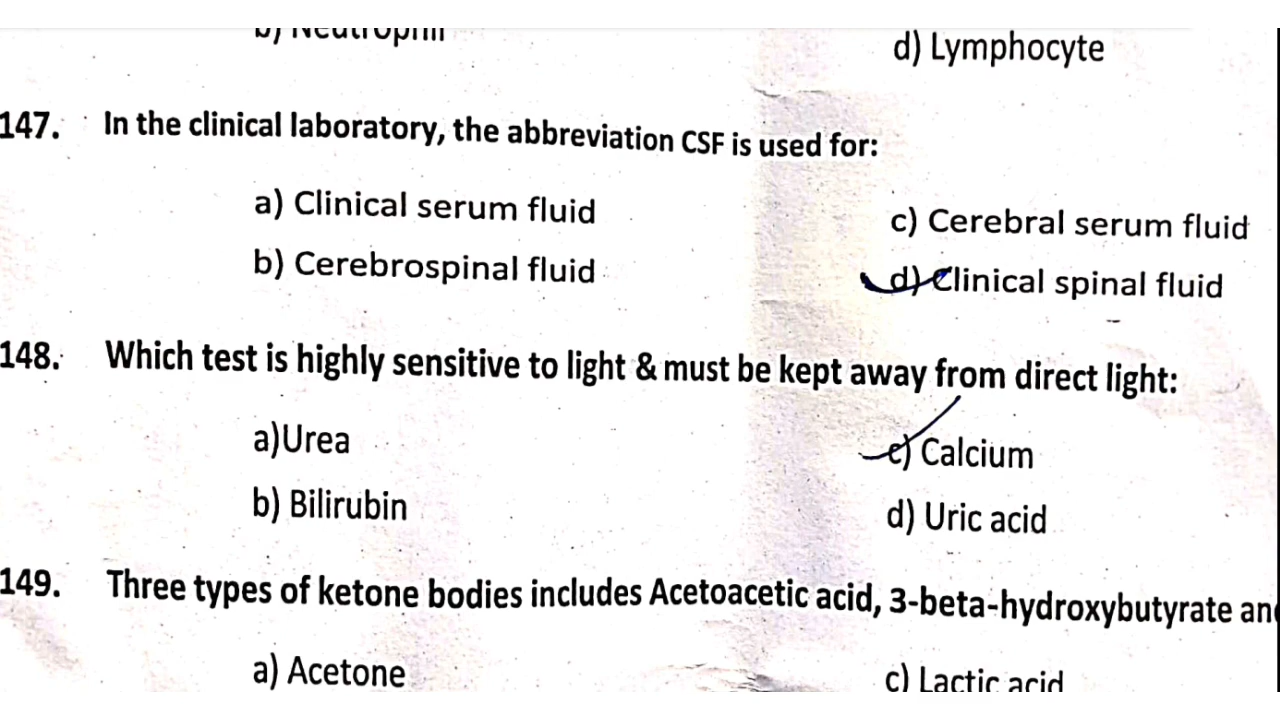 b) Neutrophil
d) Lymphocyte
147. In the clinical laboratory, the abbreviation CSF is used for:
a) Clinical serum fluid
c) Cerebral serum fluid
b) Cerebrospinal fluid
d) Clinical spinal fluid
148. Which test is highly sensitive to light & must be kept away from direct light:
a)Urea
c) Calcium
b) Bilirubin
d) Uric acid
149. Three types of ketone bodies includes Acetoacetic acid, 3-beta-hydroxybutyrate
a) Acetone
c) Lactic acid